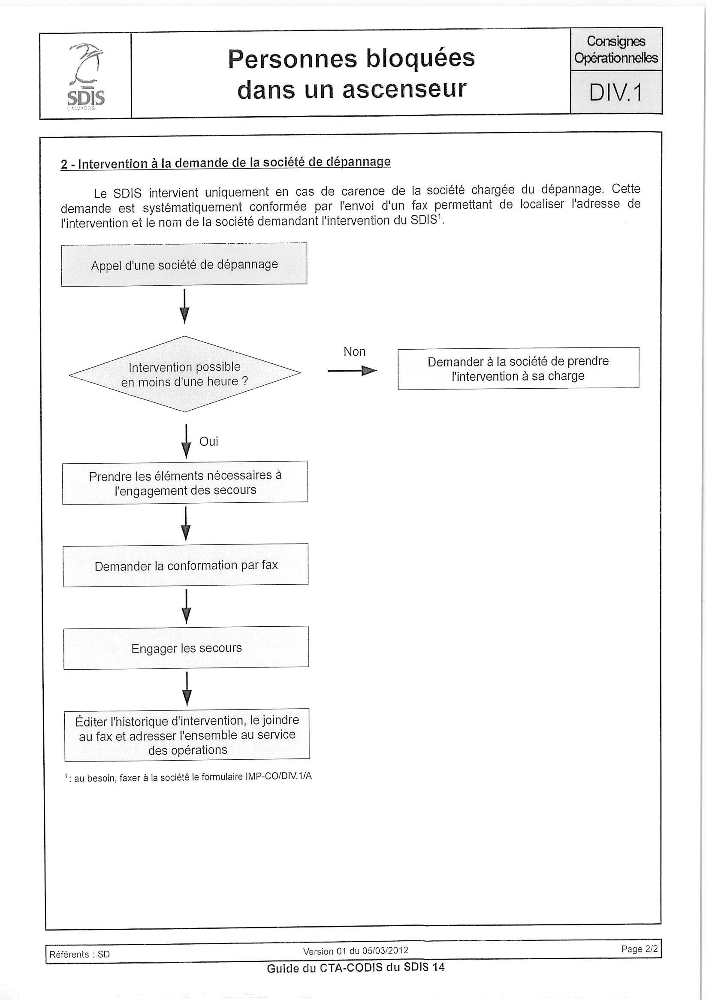 SDIS
CALVADOS
Personnes bloquées
dans un ascenseur
Consignes
Opérationnelles
DIV.1
2 - Intervention à la demande de la société de dépannage
Le SDIS intervient uniquement en cas de carence de la société chargée du dépannage. Cette
demande est systématiquement conformée par l'envoi d'un fax permettant de localiser l'adresse de
l'intervention et le nom de la société demandant l'intervention du SDIS¹.
Appel d'une société de dépannage
Intervention possible
en moins d'une heure ?
Non
Demander à la société de prendre
l'intervention à sa charge
Oui
Prendre les éléments nécessaires à
l'engagement des secours
Demander la conformation par fax
Engager les secours
Éditer l'historique d'intervention, le joindre
au fax et adresser l'ensemble au service
des opérations
¹ : au besoin, faxer à la société le formulaire IMP-CO/DIV.1/A
Référents : SD
Version 01 du 05/03/2012
Page 2/2
Guide du CTA-CODIS du SDIS 14